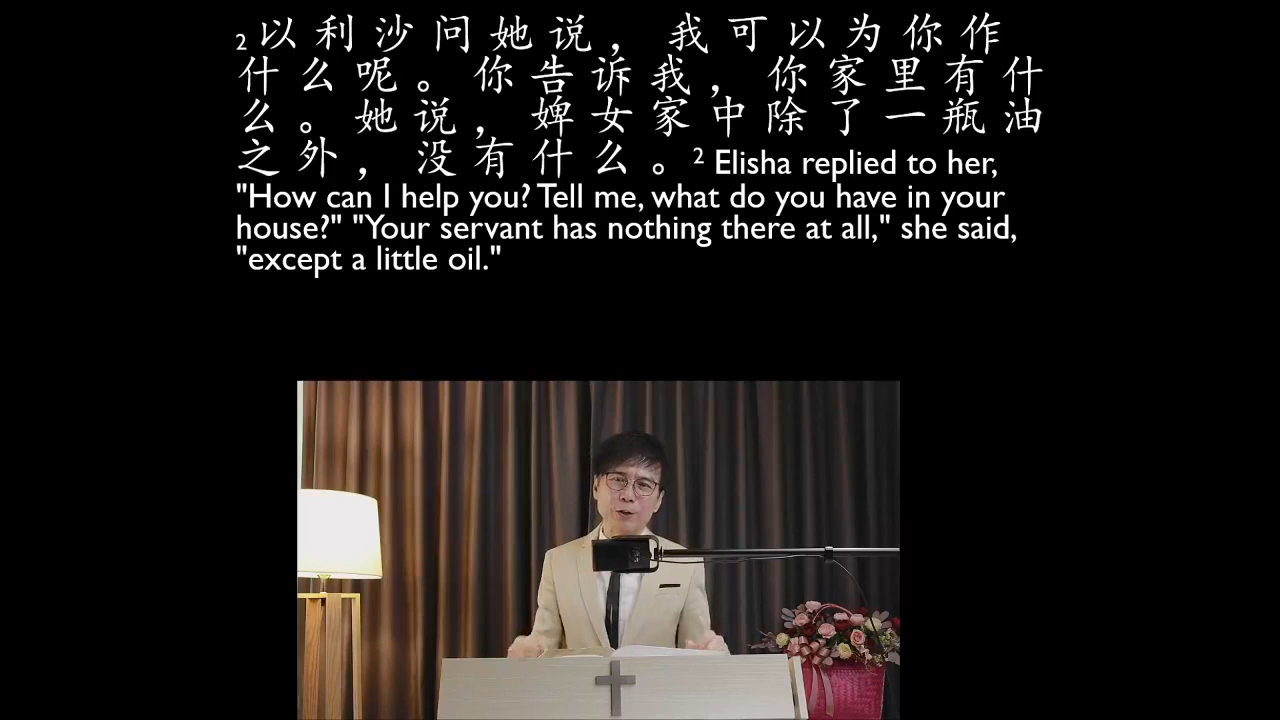 2 以利沙问她说，我可以为你作
什么呢。你告诉我，你家里有什
么。她说，婢女家中除了一瓶油
之外，没有什么。2 Elisha replied to her,
"How can I help you? Tell me, what do you have in your
house?" "Your servant has nothing there at all," she said,
"except a little oil."